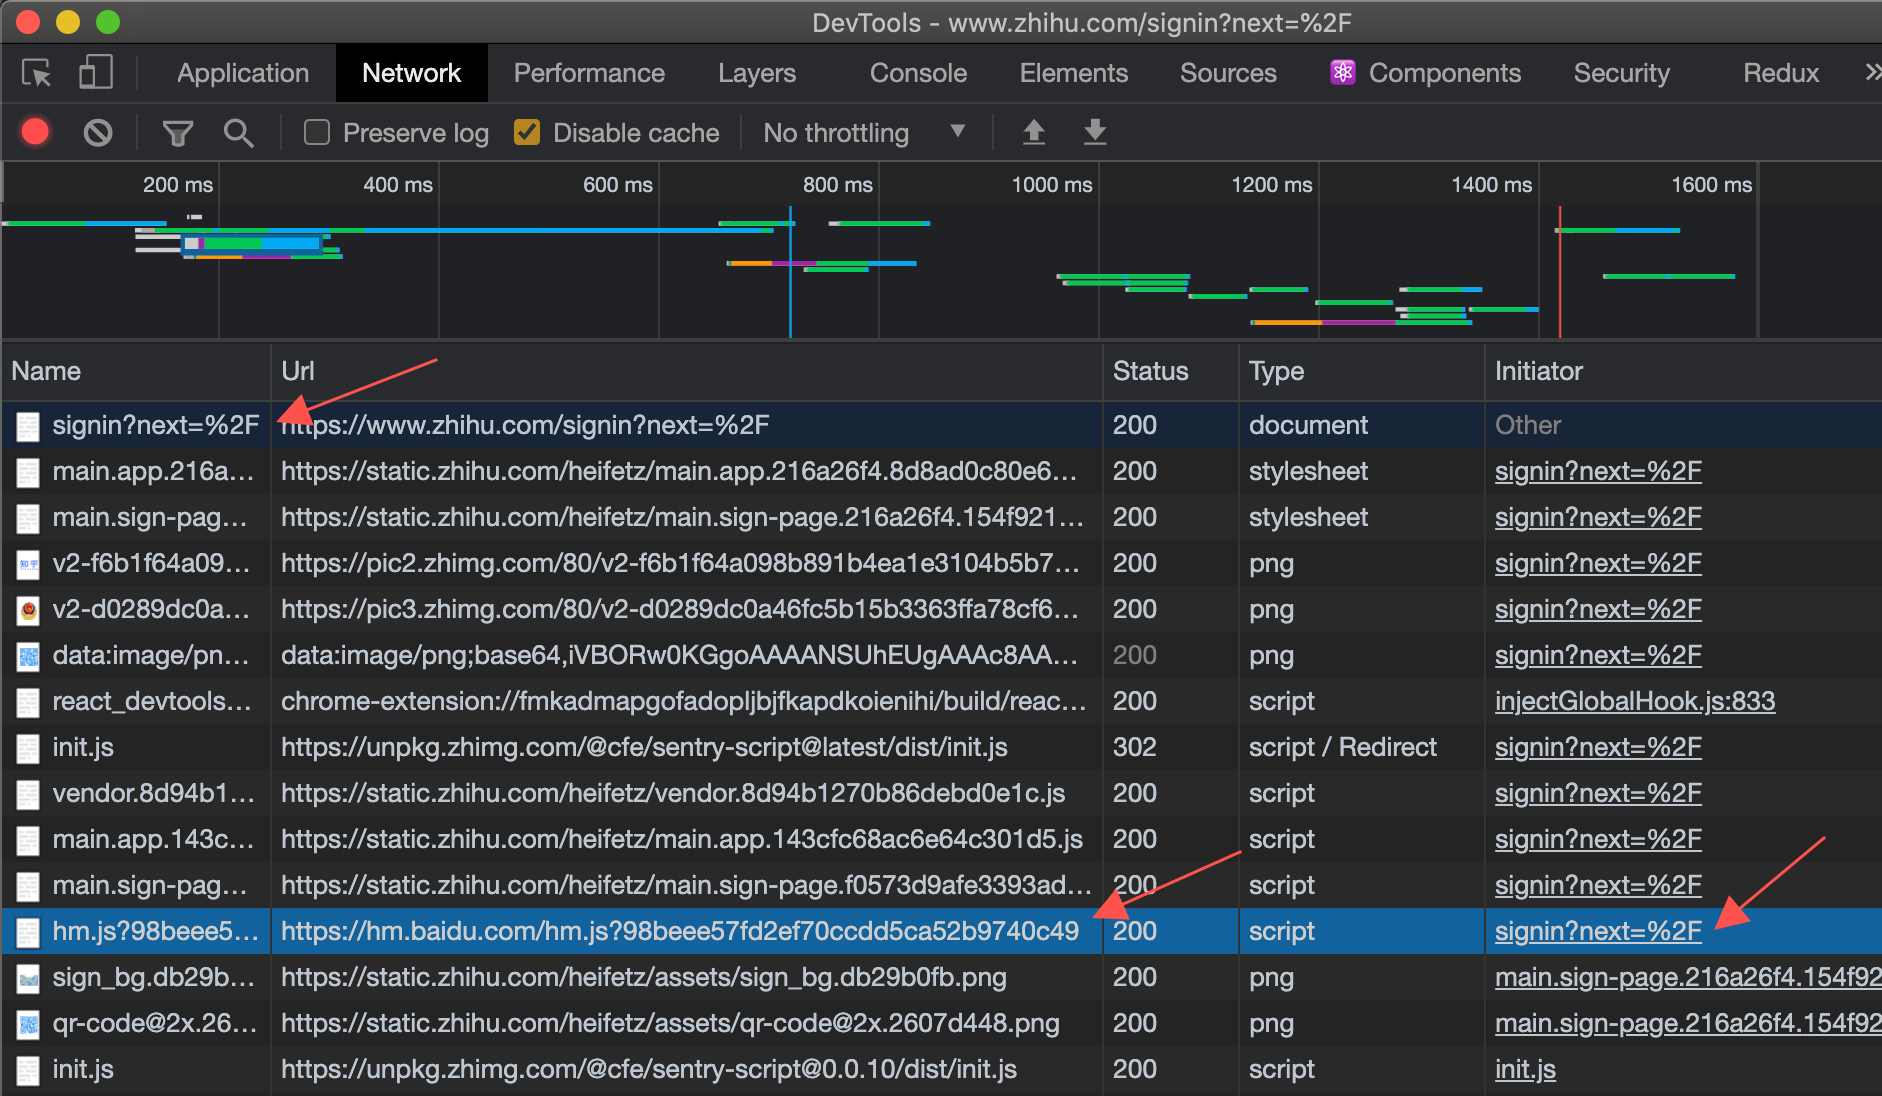 DevTools - www.zhihu.com/signin?next=%2F
Application Network Performance Layers Console Elements Sources Components Security Redux »
Preserve log Disable cache No throttling
200 ms 400 ms 600 ms 800 ms 1000 ms 1200 ms 1400 ms 1600 ms
Name Url Status Type Initiator
signin?next=%2F https://www.zhihu.com/signin?next=%2F 200 document Other
main.app.216a… https://static.zhihu.com/heifetz/main.app.216a26f4.8d8ad0c80e6… 200 stylesheet signin?next=%2F
main.sign-pag… https://static.zhihu.com/heifetz/main.sign-page.216a26f4.154f921… 200 stylesheet signin?next=%2F
知乎 v2-f6b1f64a09… https://pic2.zhimg.com/80/v2-f6b1f64a098b891b4ea1e3104b5b7… 200 png signin?next=%2F
v2-d0289dc0a… https://pic3.zhimg.com/80/v2-d0289dc0a46fc5b15b3363ffa78cf6… 200 png signin?next=%2F
data:image/pn… data:image/png;base64,iVBORw0KGgoAAAANSUhEUgAAAc8AA… 200 png signin?next=%2F
react_devtools… chrome-extension://fmkadmapgofadopljbjfkapdkoienihi/build/reac… 200 script injectGlobalHook.js:833
init.js https://unpkg.zhimg.com/@cfe/sentry-script@latest/dist/init.js 302 script / Redirect signin?next=%2F
vendor.8d94b1… https://static.zhihu.com/heifetz/vendor.8d94b1270b86debd0e1c.js 200 script signin?next=%2F
main.app.143c… https://static.zhihu.com/heifetz/main.app.143cfc68ac6e64c301d5.js 200 script signin?next=%2F
main.sign-pag… https://static.zhihu.com/heifetz/main.sign-page.f0573d9afe3393ad… 200 script signin?next=%2F
hm.js?98beee5… https://hm.baidu.com/hm.js?98beee57fd2ef70ccdd5ca52b9740c49 200 script signin?next=%2F
sign_bg.db29b… https://static.zhihu.com/heifetz/assets/sign_bg.db29b0fb.png 200 png main.sign-page.216a26f4.154f92
qr-code@2x.26… https://static.zhihu.com/heifetz/assets/qr-code@2x.2607d448.png 200 png main.sign-page.216a26f4.154f92
init.js https://unpkg.zhimg.com/@cfe/sentry-script@0.0.10/dist/init.js 200 script init.js